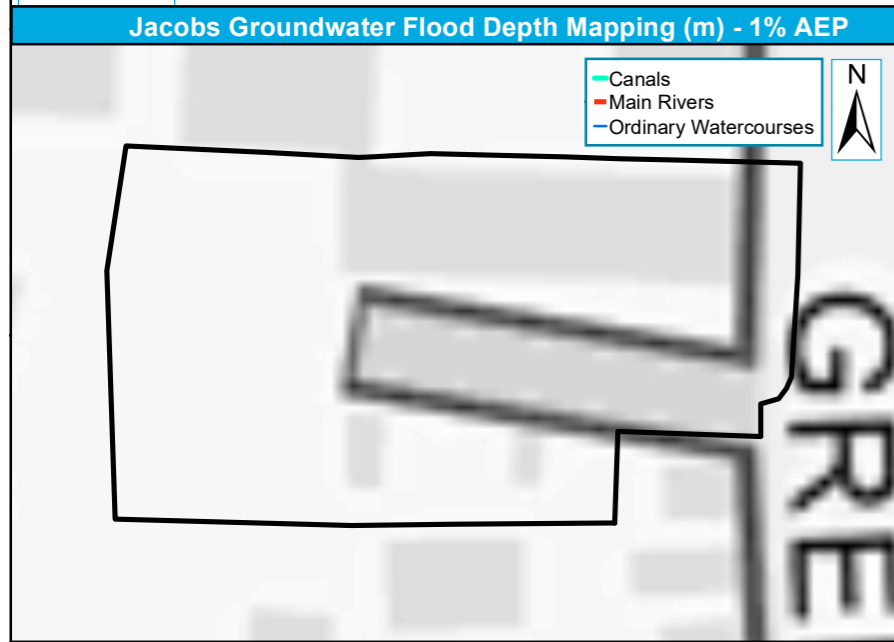 Jacobs Groundwater Flood Depth Mapping (m) - 1% AEP
Canals
Main Rivers
Ordinary Watercourses
N
GRE